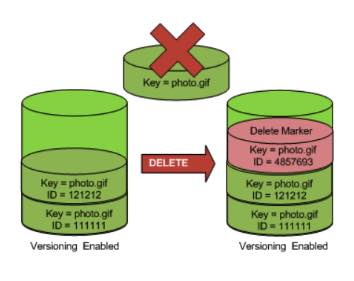 Key = photo.gif
Delete Marker
Key = photo.gif
ID = 4857693
DELETE
Key = photo.gif
ID = 121212
Key = photo.gif
ID = 121212
Key = photo.gif
ID = 111111
Key = photo.gif
ID = 111111
Versioning Enabled
Versioning Enabled